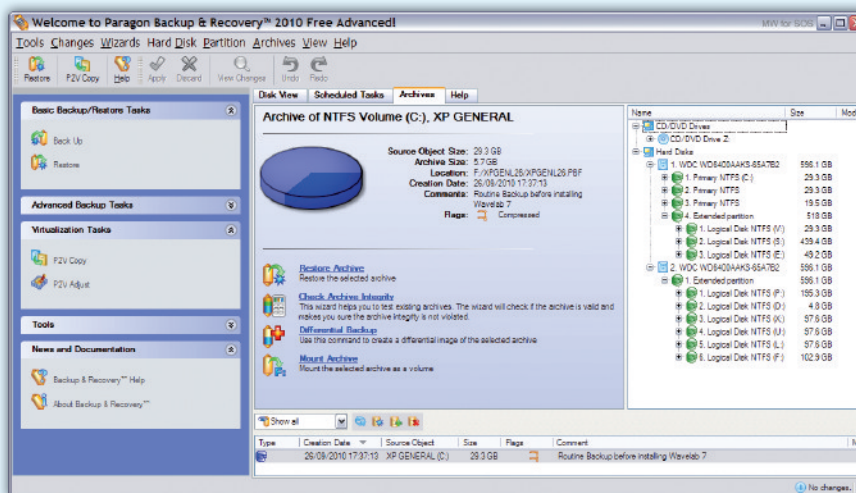 Welcome to Paragon Backup & Recovery™ 2010 Free Advanced!
MW for SOS
Tools Changes Wizards Hard Disk Partition Archives View Help
Restore P2V Copy Help Apply Discard View Changes Undo Redo
Basic Backup/Restore Tasks
Back Up
Restore
Advanced Backup Tasks
Virtualization Tasks
P2V Copy
P2V Adjust
Tools
News and Documentation
Backup & Recovery™ Help
About Backup & Recovery™
Disk View Scheduled Tasks Archives Help
Archive of NTFS Volume (C:), XP GENERAL
Source Object Size: 29.3 GB
Archive Size: 5.7GB
Location: F:/XPGENL26/XPGENL26.PBF
Creation Date: 26/09/2010 17:37:13
Comments: Routine Backup before installing
Wavelab 7
Flags: Compressed
Restore Archive
Restore the selected archive
Check Archive Integrity
This wizard helps you to test existing archives. The wizard will check if the archive is valid and
makes you sure the archive integrity is not violated.
Differential Backup
Use this command to create a differential image of the selected archive
Mount Archive
Mount the selected archive as a volume
Name Size Mod
CD/DVD Drives
CD/DVD Drive Z:
Hard Disks
1. WDC WD6400AAKS-65A7B2 596.1 GB
1. Primary NTFS (C:) 29.3 GB
2. Primary NTFS 29.3 GB
3. Primary NTFS 19.5 GB
4. Extended partition 518 GB
1. Logical Disk NTFS (V:) 29.3 GB
2. Logical Disk NTFS (S:) 439.4 GB
3. Logical Disk NTFS (E:) 49.2 GB
2. WDC WD6400AAKS-65A7B2 596.1 GB
1. Extended partition 596.1 GB
1. Logical Disk NTFS (P:) 195.3 GB
2. Logical Disk NTFS (D:) 4.9 GB
3. Logical Disk NTFS (X:) 97.6 GB
4. Logical Disk NTFS (U:) 97.6 GB
5. Logical Disk NTFS (L:) 97.6 GB
6. Logical Disk NTFS (F:) 102.9 GB
Show all
Type Creation Date Source Object Size Flags Comment
26/09/2010 17:37:13 XP GENERAL (C:) 29.3 GB Routine Backup before installing Wavelab 7
No changes.